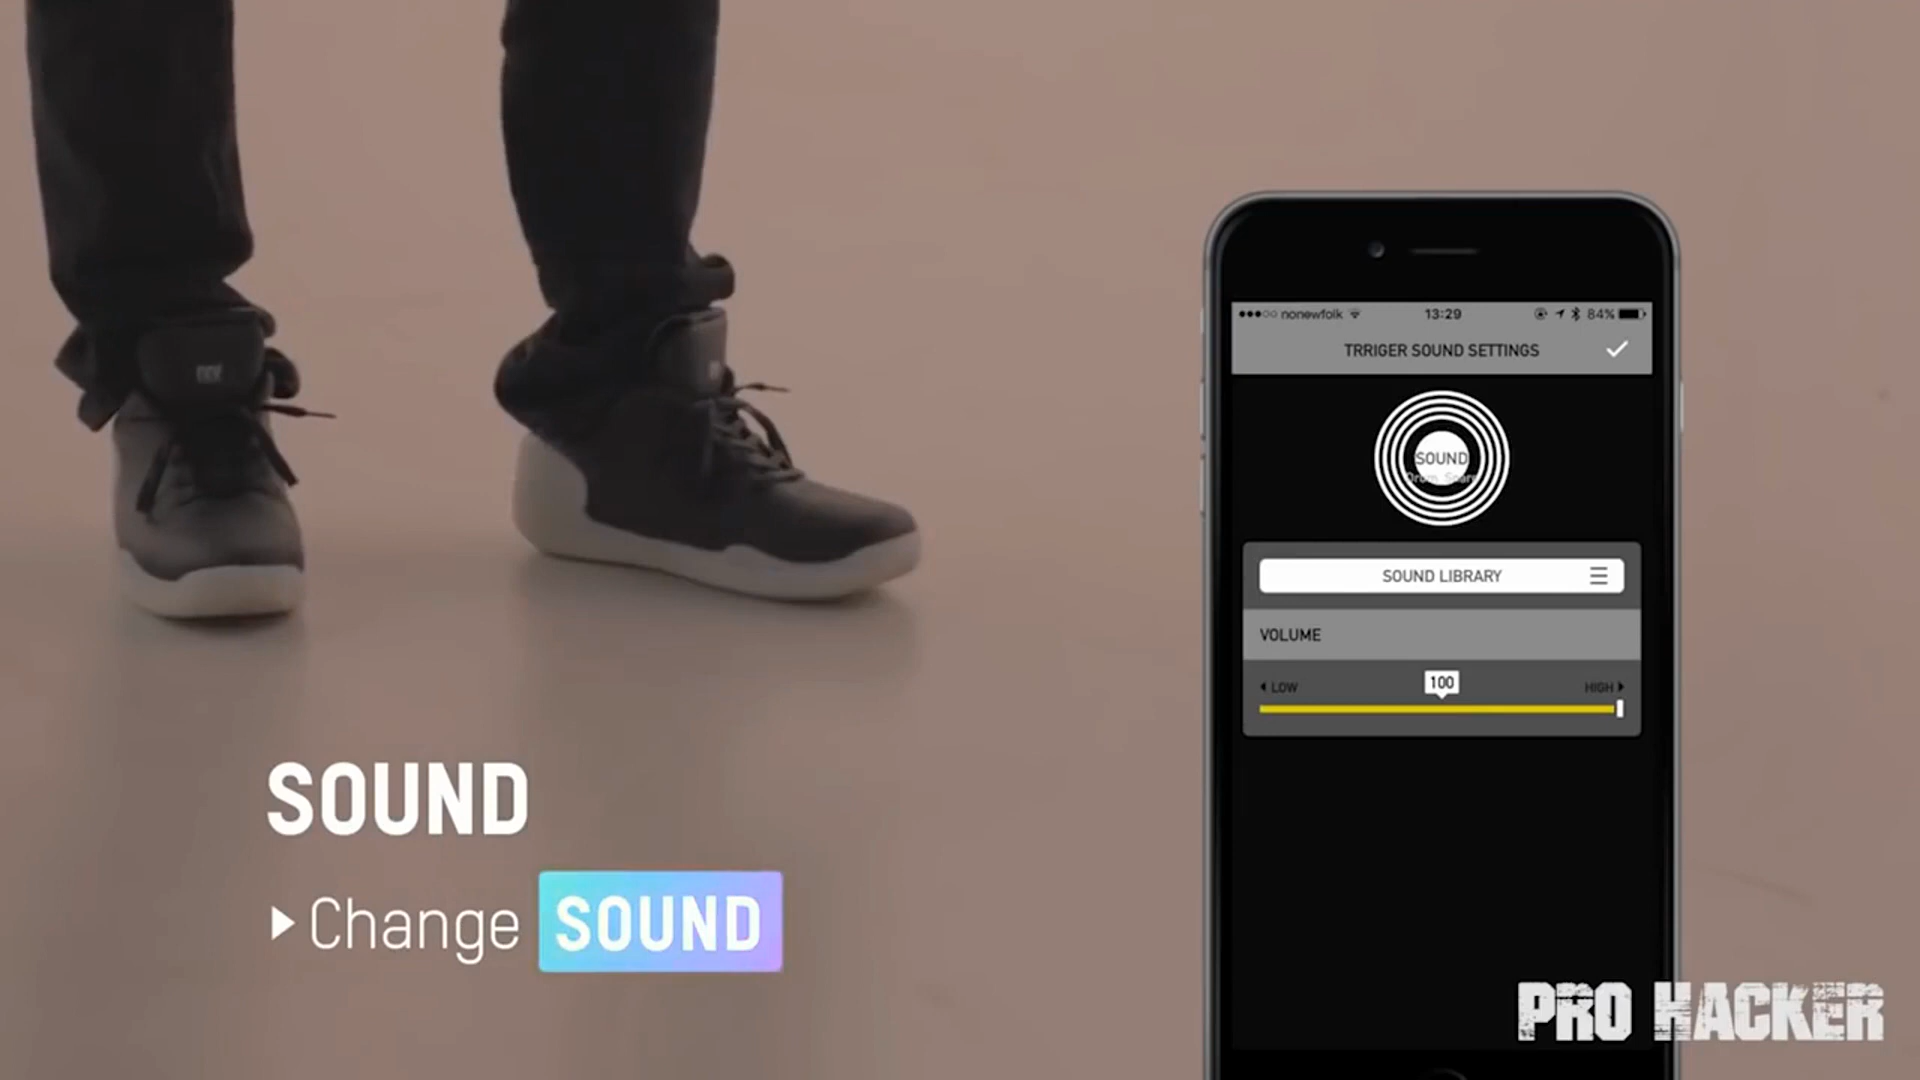 nonewfolk 13:29 84%
TRRIGER SOUND SETTINGS
SOUND
Drum_Snare
SOUND LIBRARY
VOLUME
100
LOW HIGH
SOUND
Change SOUND
PRO HACKER